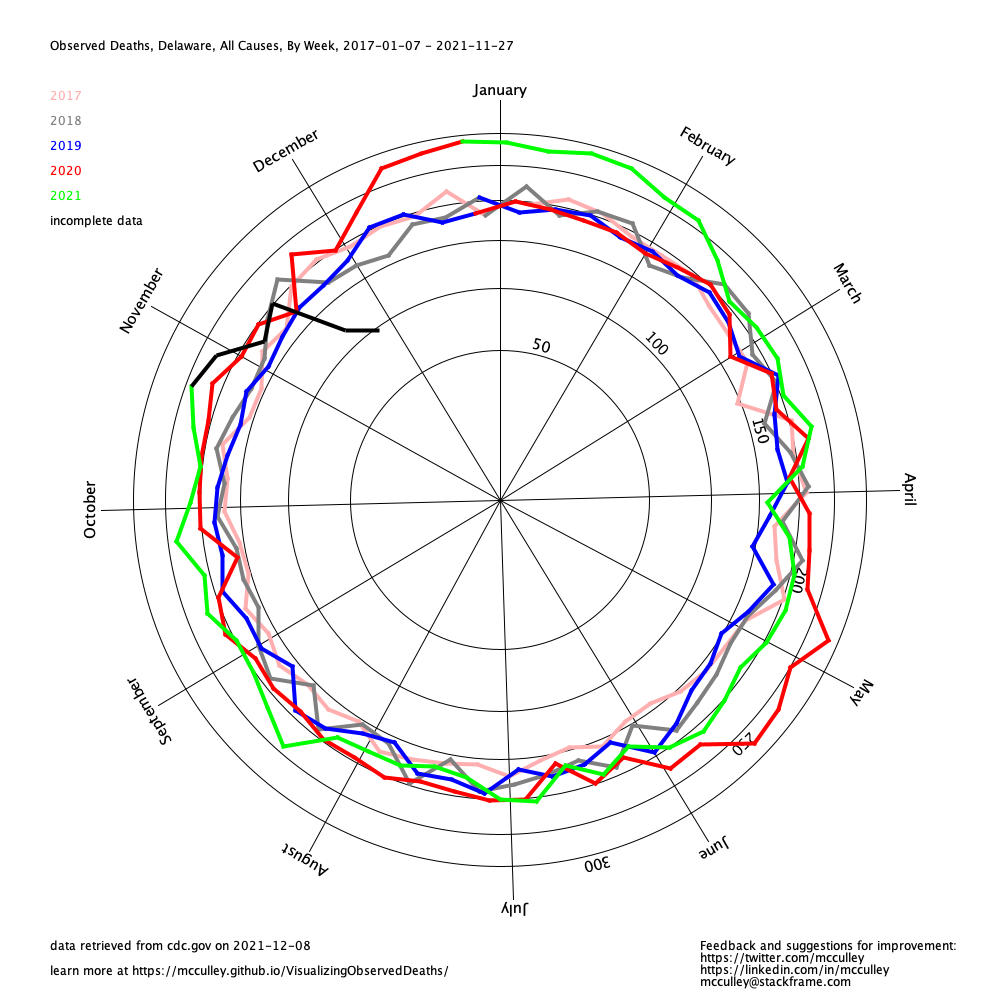 Observed Deaths, Delaware, All Causes, By Week, 2017-01-07 - 2021-11-27
2017
2018
2019
2020
2021
incomplete data
January
February
March
April
May
June
July
August
September
October
November
December
50
100
150
200
250
300
data retrieved from cdc.gov on 2021-12-08
learn more at https://mcculley.github.io/VisualizingObservedDeaths/
Feedback and suggestions for improvement:
https://twitter.com/mcculley
https://linkedin.com/in/mcculley
mcculley@stackframe.com